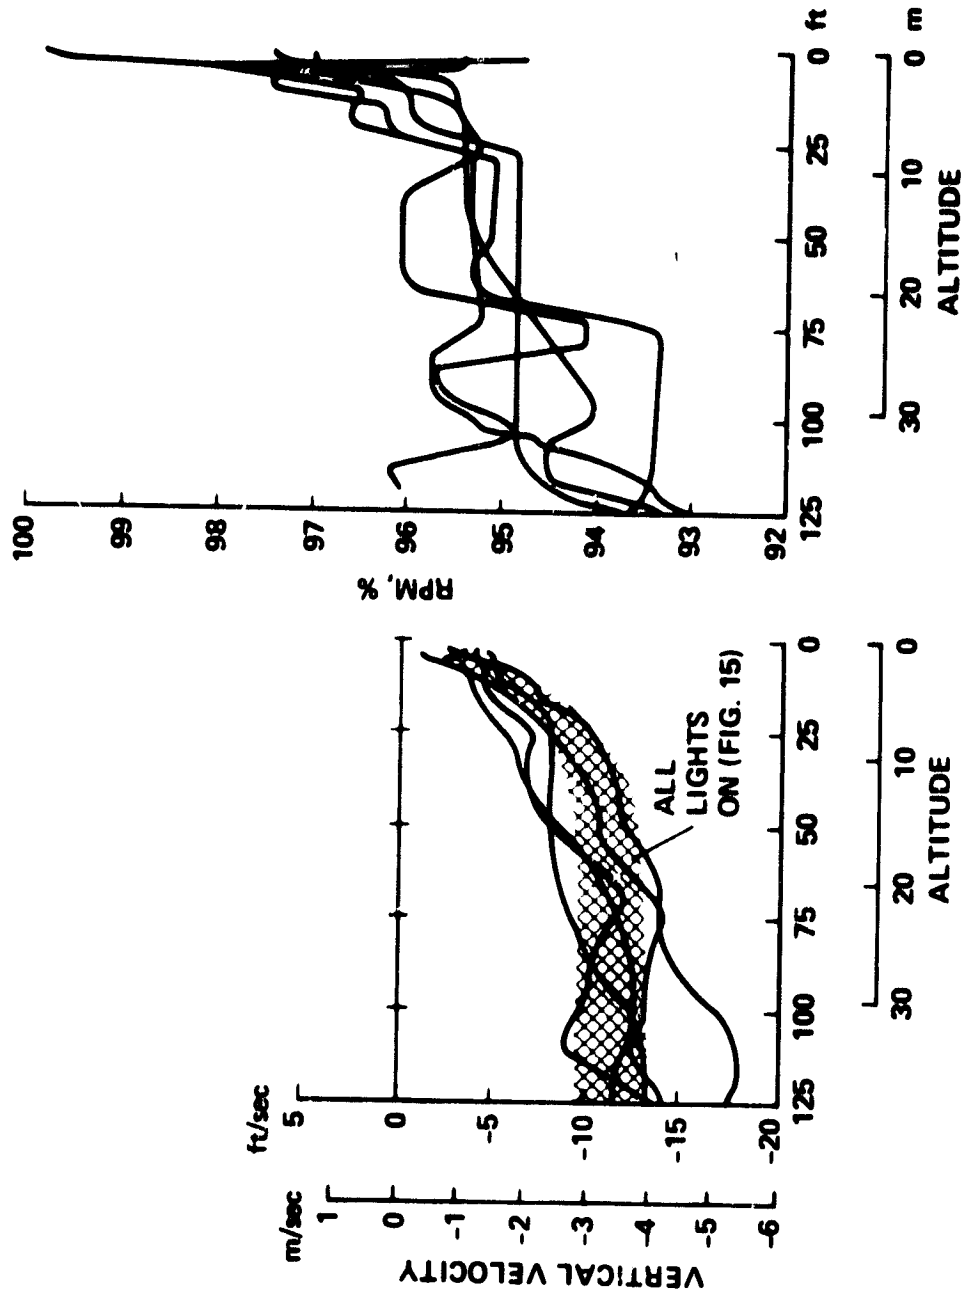 VERTICAL VELOCITY
m/sec
1
0
-1
-2
-3
-4
-5
-6
ft/sec
5
0
-5
-10
-15
-20
ALL
LIGHTS
ON (FIG. 15)
125 100 75 50 25 0
30 20 10 0
ALTITUDE
RPM, %
100
99
98
97
96
95
94
93
92
125 100 75 50 25 0 ft
30 20 10 0 m
ALTITUDE